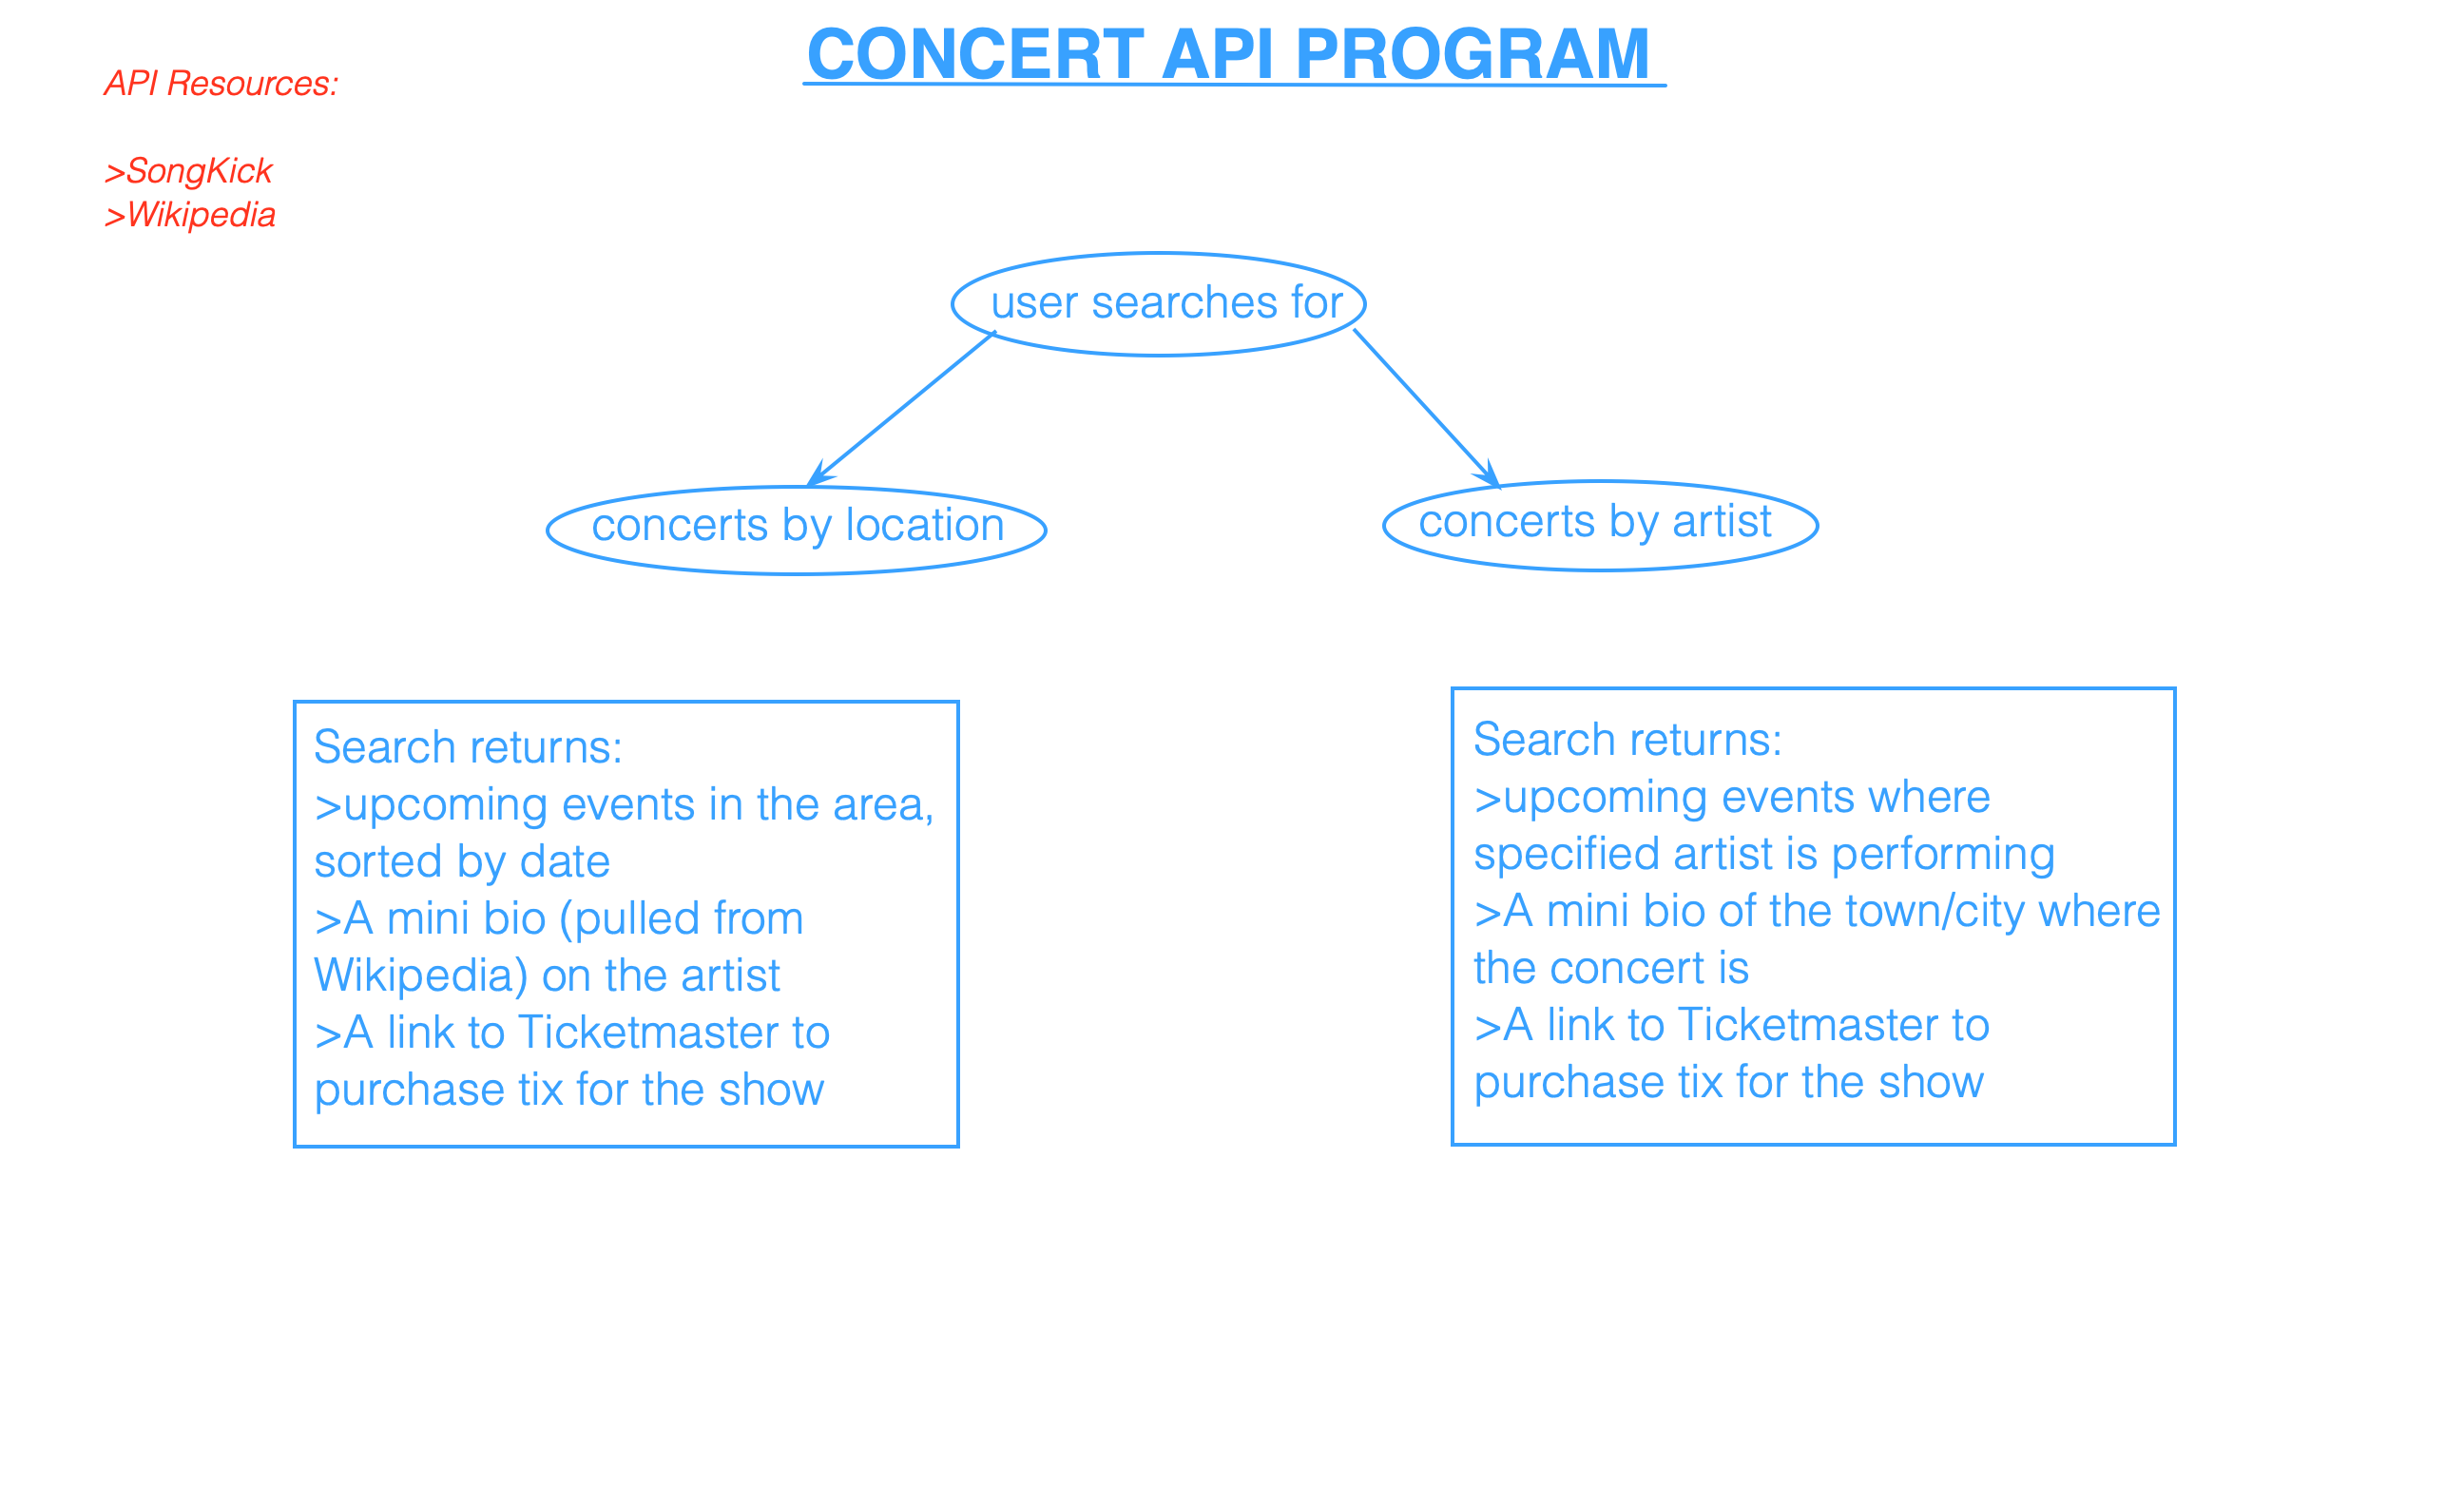 CONCERT API PROGRAM
API Resources:
>SongKick
>Wikipedia
user searches for
concerts by location
concerts by artist
Search returns:
>upcoming events in the area,
sorted by date
>A mini bio (pulled from
Wikipedia) on the artist
>A link to Ticketmaster to
purchase tix for the show
Search returns:
>upcoming events where
specified artist is performing
>A mini bio of the town/city where
the concert is
>A link to Ticketmaster to
purchase tix for the show